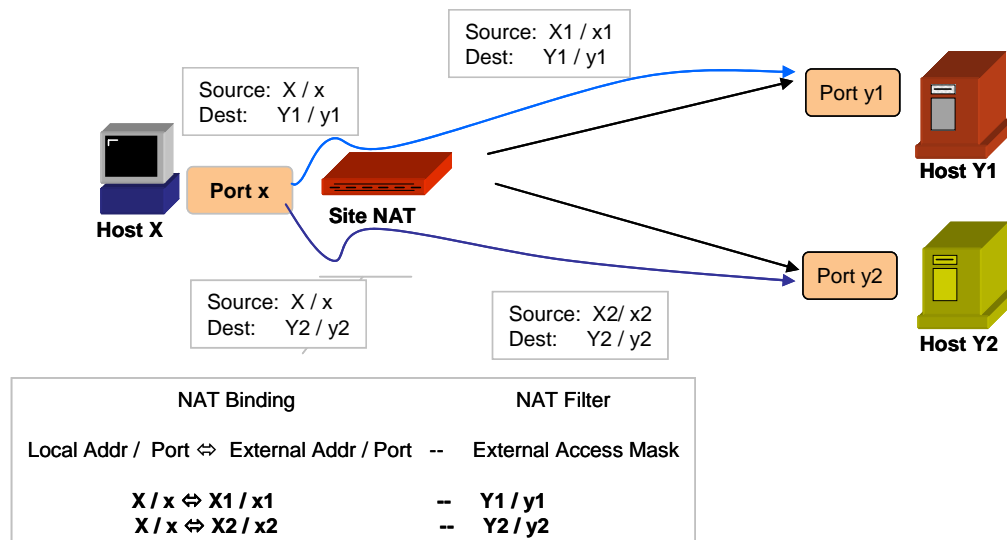 Source: X1 / x1
Dest: Y1 / y1
Source: X / x
Dest: Y1 / y1
Port y1
Host Y1
Port x
Host X
Site NAT
Port y2
Host Y2
Source: X / x
Dest: Y2 / y2
Source: X2/ x2
Dest: Y2 / y2
NAT Binding NAT Filter
Local Addr / Port ⇔ External Addr / Port -- External Access Mask
X / x ⇔ X1 / x1 -- Y1 / y1
X / x ⇔ X2 / x2 -- Y2 / y2